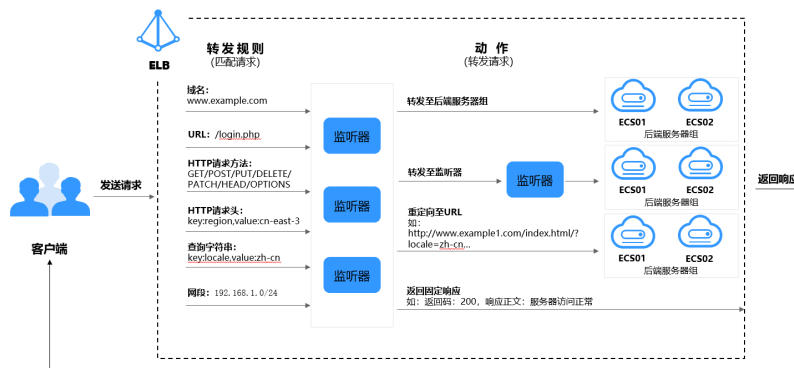 ELB
转发规则
(匹配请求)
动 作
(转发请求)
域名：
www.example.com
URL：/login.php
HTTP请求方法：
GET/POST/PUT/DELETE/
PATCH/HEAD/OPTIONS
HTTP请求头：
key:region,value:cn-east-3
查询字符串：
key:locale,value:zh-cn
网段：192.168.1.0/24
监听器
监听器
监听器
转发至后端服务器组
转发至监听器
监听器
重定向至URL
如：
http://www.example1.com/index.html/?
locale=zh-cn...
返回固定响应
如：返回码：200，响应正文：服务器访问正常
ECS01
ECS02
后端服务器组
ECS01
ECS02
后端服务器组
ECS01
ECS02
后端服务器组
客户端
发送请求
返回响应